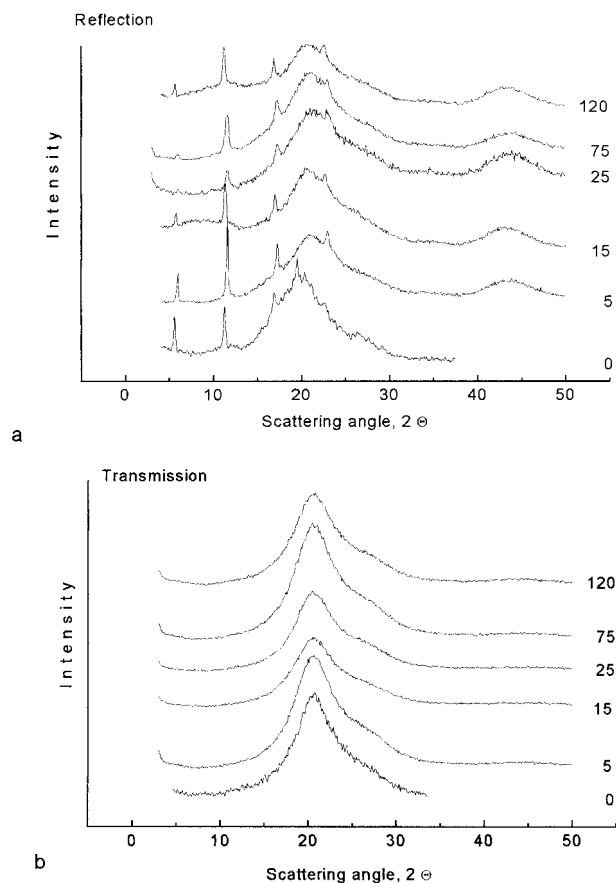 Reflection
Intensity
120
75
25
15
5
0
0 10 20 30 40 50
Scattering angle, 2 Θ
a
Transmission
Intensity
120
75
25
15
5
0
0 10 20 30 40 50
Scattering angle, 2 Θ
b